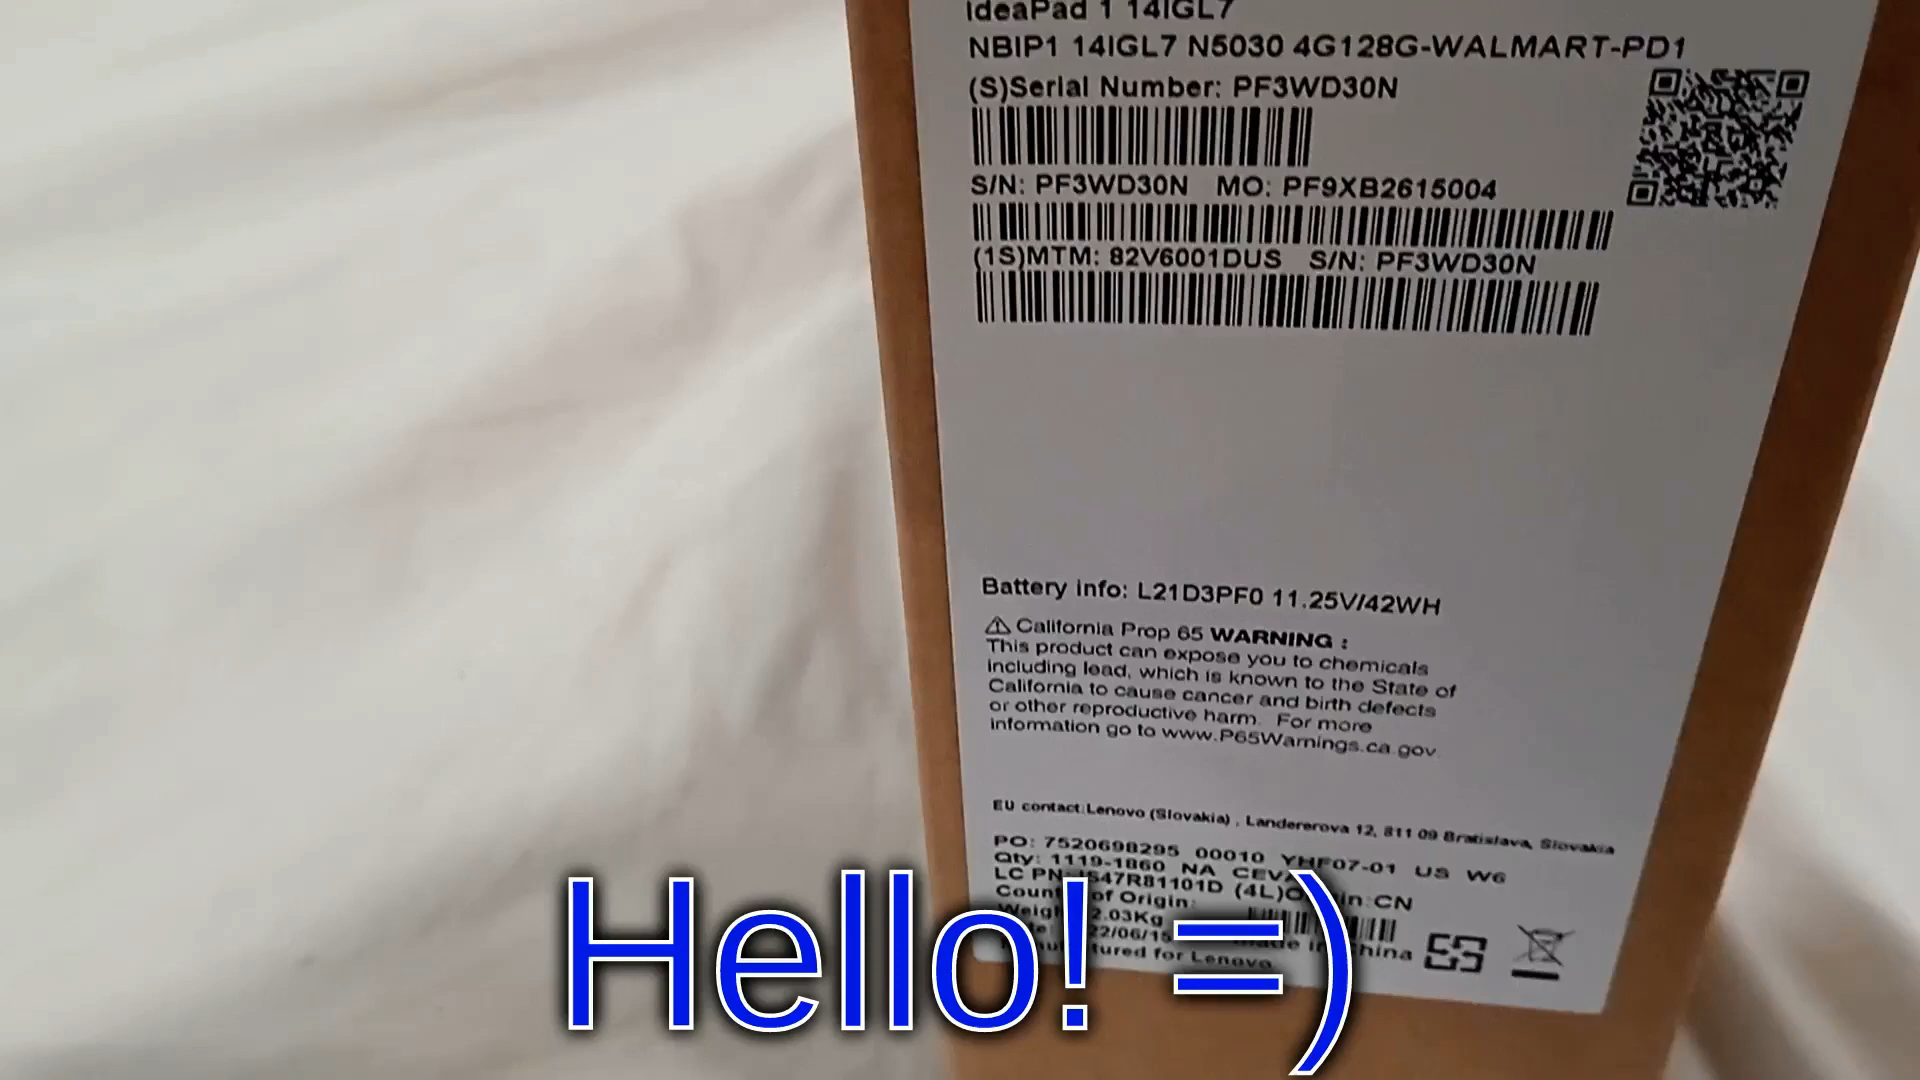 IdeaPad 1 14IGL7
NBIP1 14IGL7 N5030 4G128G-WALMART-PD1
(S)Serial Number: PF3WD30N
S/N: PF3WD30N MO: PF9XB2615004
(1S)MTM: 82V6001DUS S/N: PF3WD30N
Battery info: L21D3PF0 11.25V/42WH
⚠ California Prop 65 WARNING :
This product can expose you to chemicals
including lead, which is known to the State of
California to cause cancer and birth defects
or other reproductive harm. For more
information go to www.P65Warnings.ca.gov.
EU contact:Lenovo (Slovakia) , Landererova 12, 811 09 Bratislava, Slovakia
PO: 7520698295 00010 YHF07-01 US W6
Qty: 1119-1860 NA
LC PN: (4L) CN
of Origin:
2.03Kg
22/06/15
China
for Lenovo
Hello! =)